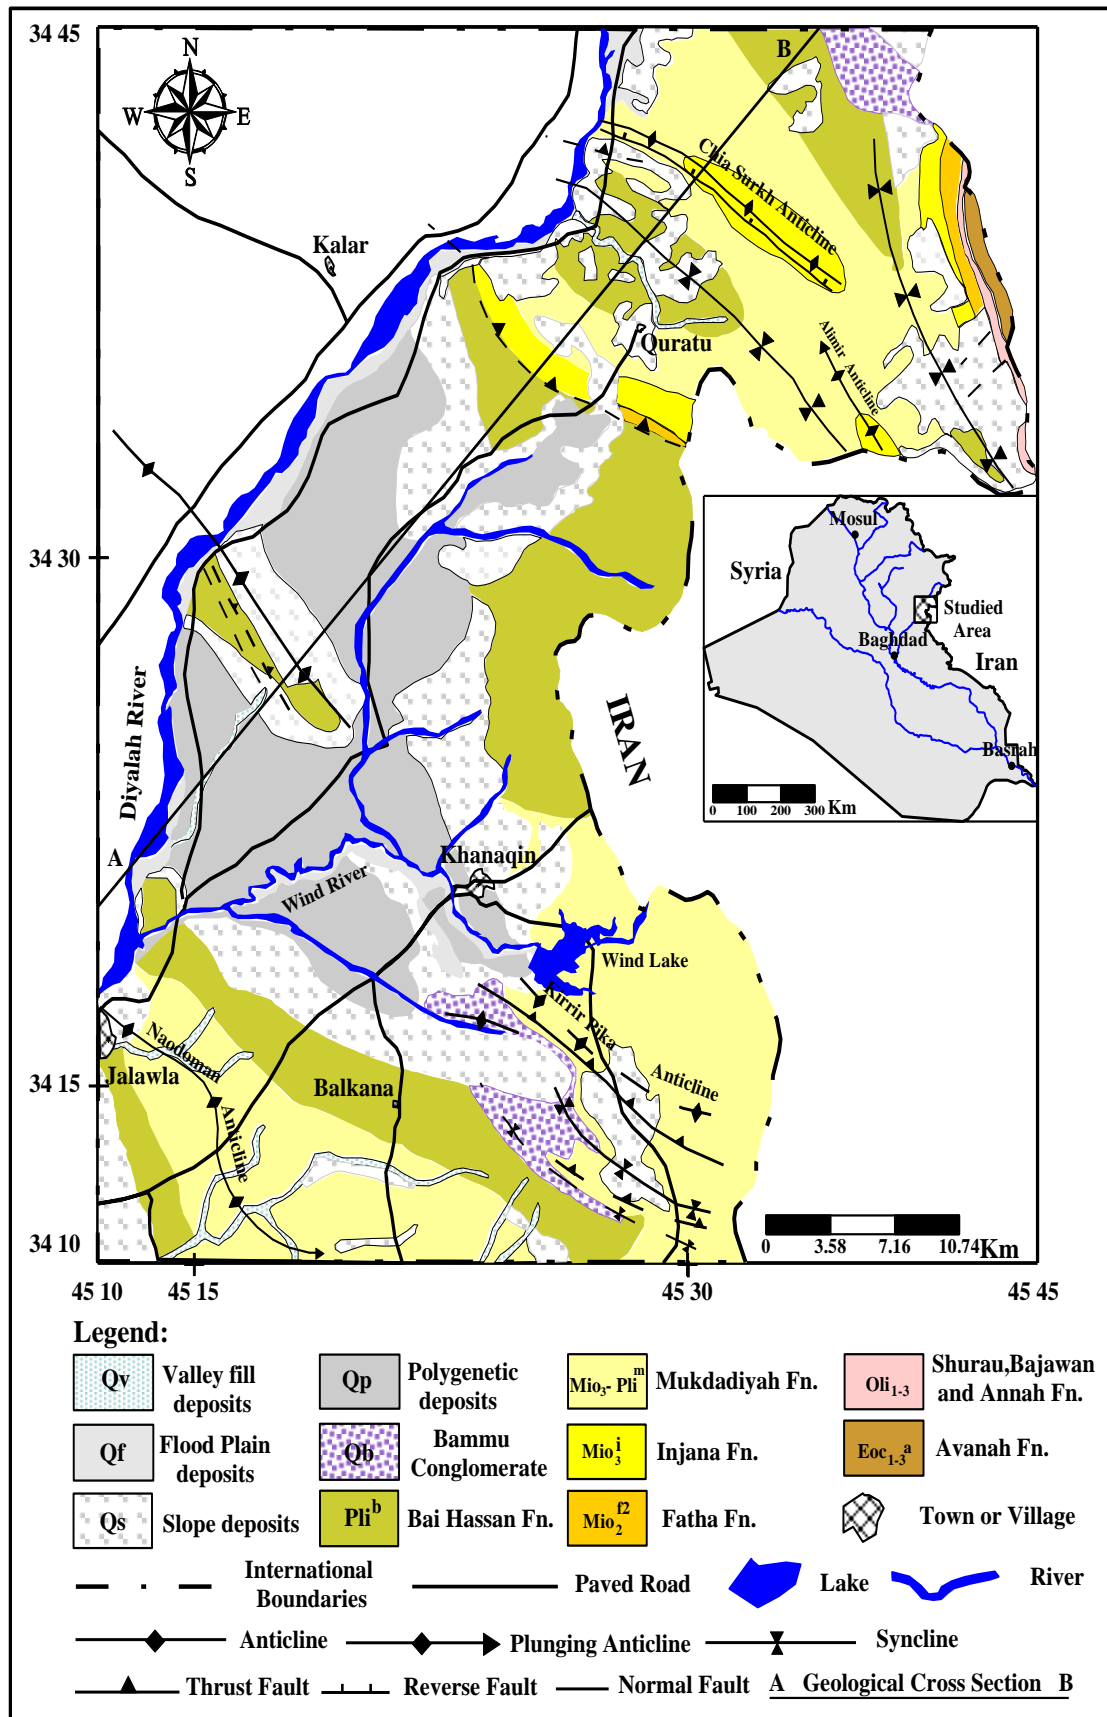 34 45
N
W E
S
B
Chia Surkh Anticline
Kalar
Quratu
Alimir Anticline
34 30
Mosul
Syria
Studied
Area
Baghdad
Iran
Basrah
0 100 200 300 Km
IRAN
Diyalah River
A
Khanaqin
Wind River
Wind Lake
Kirrir Pika
Anticline
Naodoman
Anticline
34 15
Jalawla
Balkana
34 10
0 3.58 7.16 10.74 Km
45 10 45 15 45 30 45 45
Legend:
Qv Valley fill
deposits
Qp Polygenetic
deposits
Mio3- Pli m Mukdadiyah Fn.
Oli1-3 Shurau,Bajawan
and Annah Fn.
Qf Flood Plain
deposits
Qb Bammu
Conglomerate
Mio3 i Injana Fn.
Eoc1-3 a Avanah Fn.
Qs Slope deposits
Pli b Bai Hassan Fn.
Mio2 f2 Fatha Fn.
Town or Village
International
Boundaries
Paved Road
Lake
River
Anticline
Plunging Anticline
Syncline
Thrust Fault
Reverse Fault
Normal Fault
A Geological Cross Section B